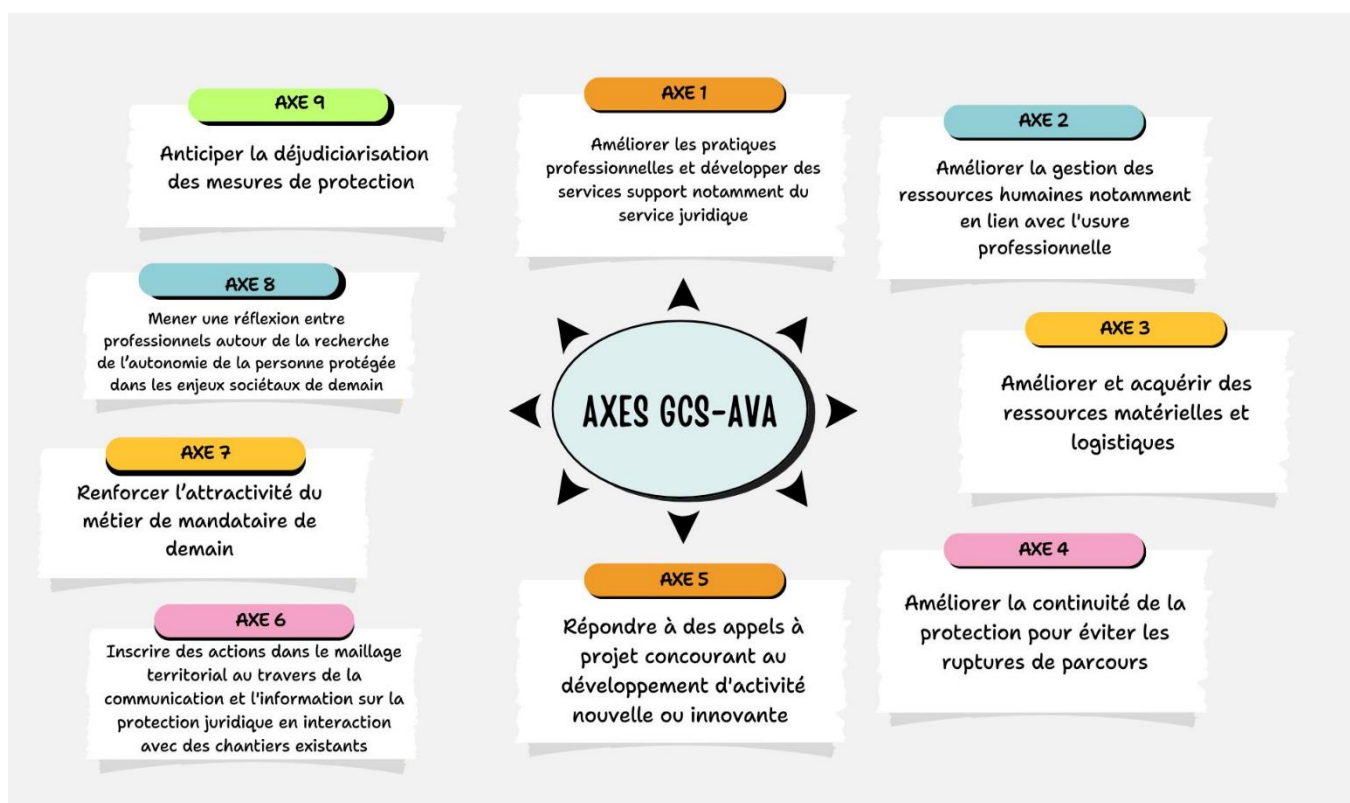 AXES GCS-AVA
AXE 1
Améliorer les pratiques
professionnelles et développer des
services support notamment du
service juridique
AXE 2
Améliorer la gestion des
ressources humaines notamment
en lien avec l'usure
professionnelle
AXE 3
Améliorer et acquérir des
ressources matérielles et
logistiques
AXE 4
Améliorer la continuité de la
protection pour éviter les
ruptures de parcours
AXE 5
Répondre à des appels à
projet concourant au
développement d'activité
nouvelle ou innovante
AXE 6
Inscrire des actions dans le maillage
territorial au travers de la
communication et l'information sur la
protection juridique en interaction
avec des chantiers existants
AXE 7
Renforcer l’attractivité du
métier de mandataire de
demain
AXE 8
Mener une réflexion entre
professionnels autour de la recherche
de l’autonomie de la personne protégée
dans les enjeux sociétaux de demain
AXE 9
Anticiper la déjudiciarisation
des mesures de protection